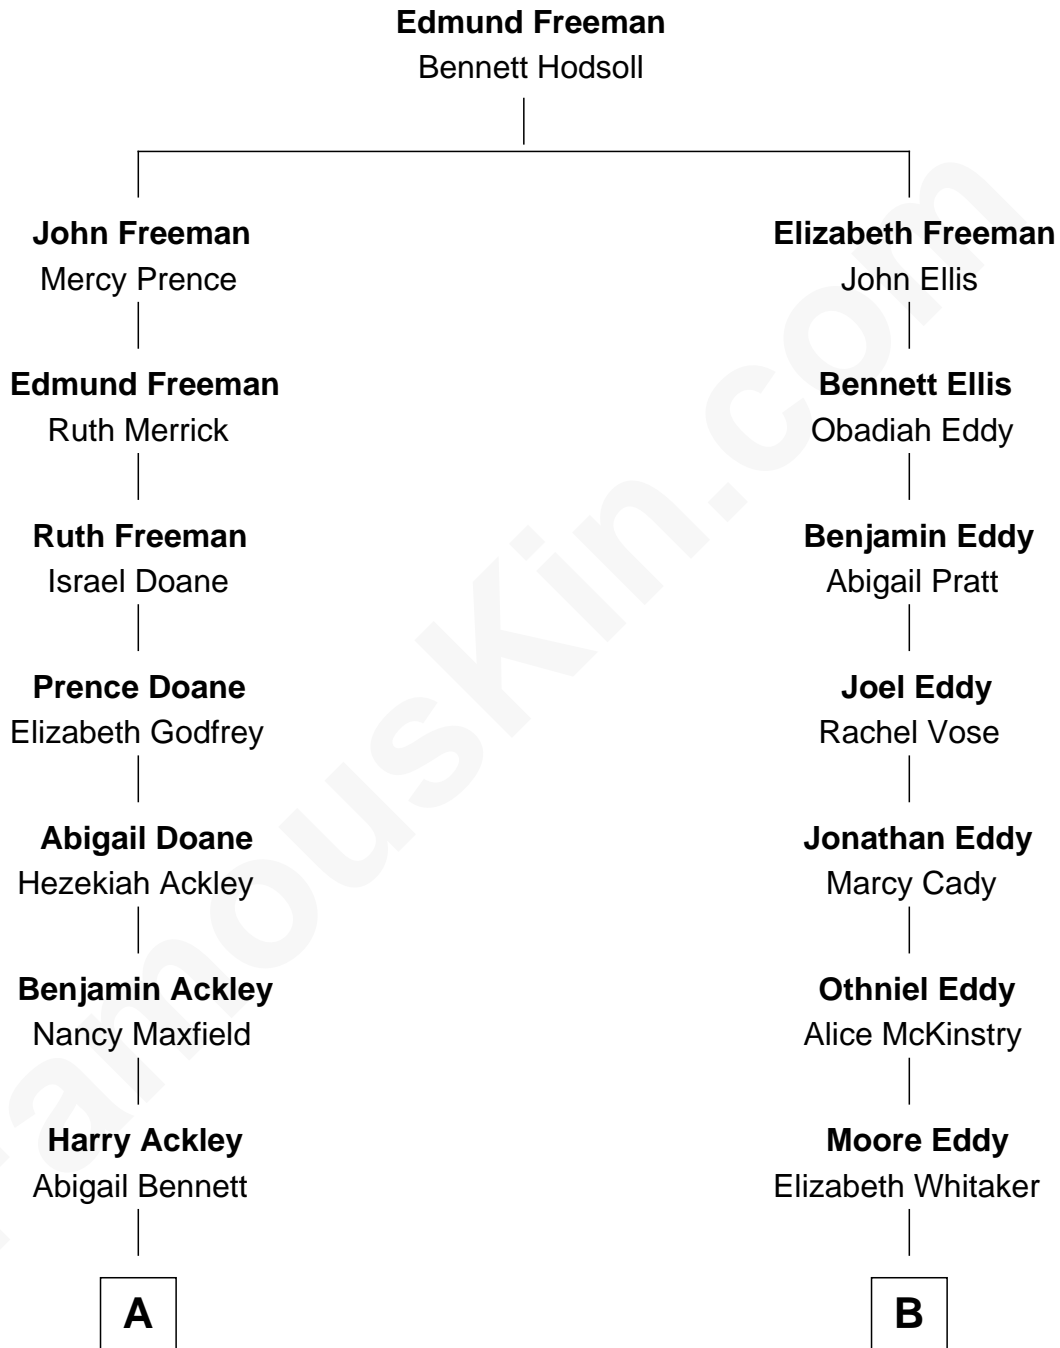 Edmund Freeman
Bennett Hodsoll
John Freeman
Mercy Prence
Elizabeth Freeman
John Ellis
Edmund Freeman
Ruth Merrick
Bennett Ellis
Obadiah Eddy
Ruth Freeman
Israel Doane
Benjamin Eddy
Abigail Pratt
Prence Doane
Elizabeth Godfrey
Joel Eddy
Rachel Vose
Abigail Doane
Hezekiah Ackley
Jonathan Eddy
Marcy Cady
Benjamin Ackley
Nancy Maxfield
Othniel Eddy
Alice McKinstry
Harry Ackley
Abigail Bennett
Moore Eddy
Elizabeth Whitaker
A
B
FamousKin.com